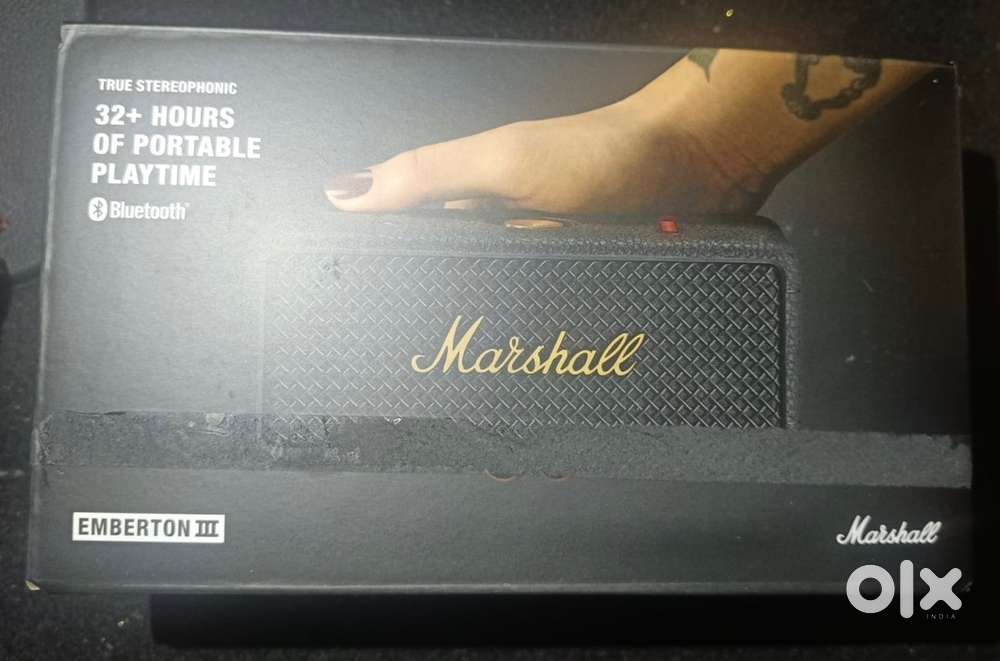 TRUE STEREOPHONIC
32+ HOURS
OF PORTABLE
PLAYTIME
Bluetooth
Marshall
EMBERTON III
Marshall
olx
INDIA